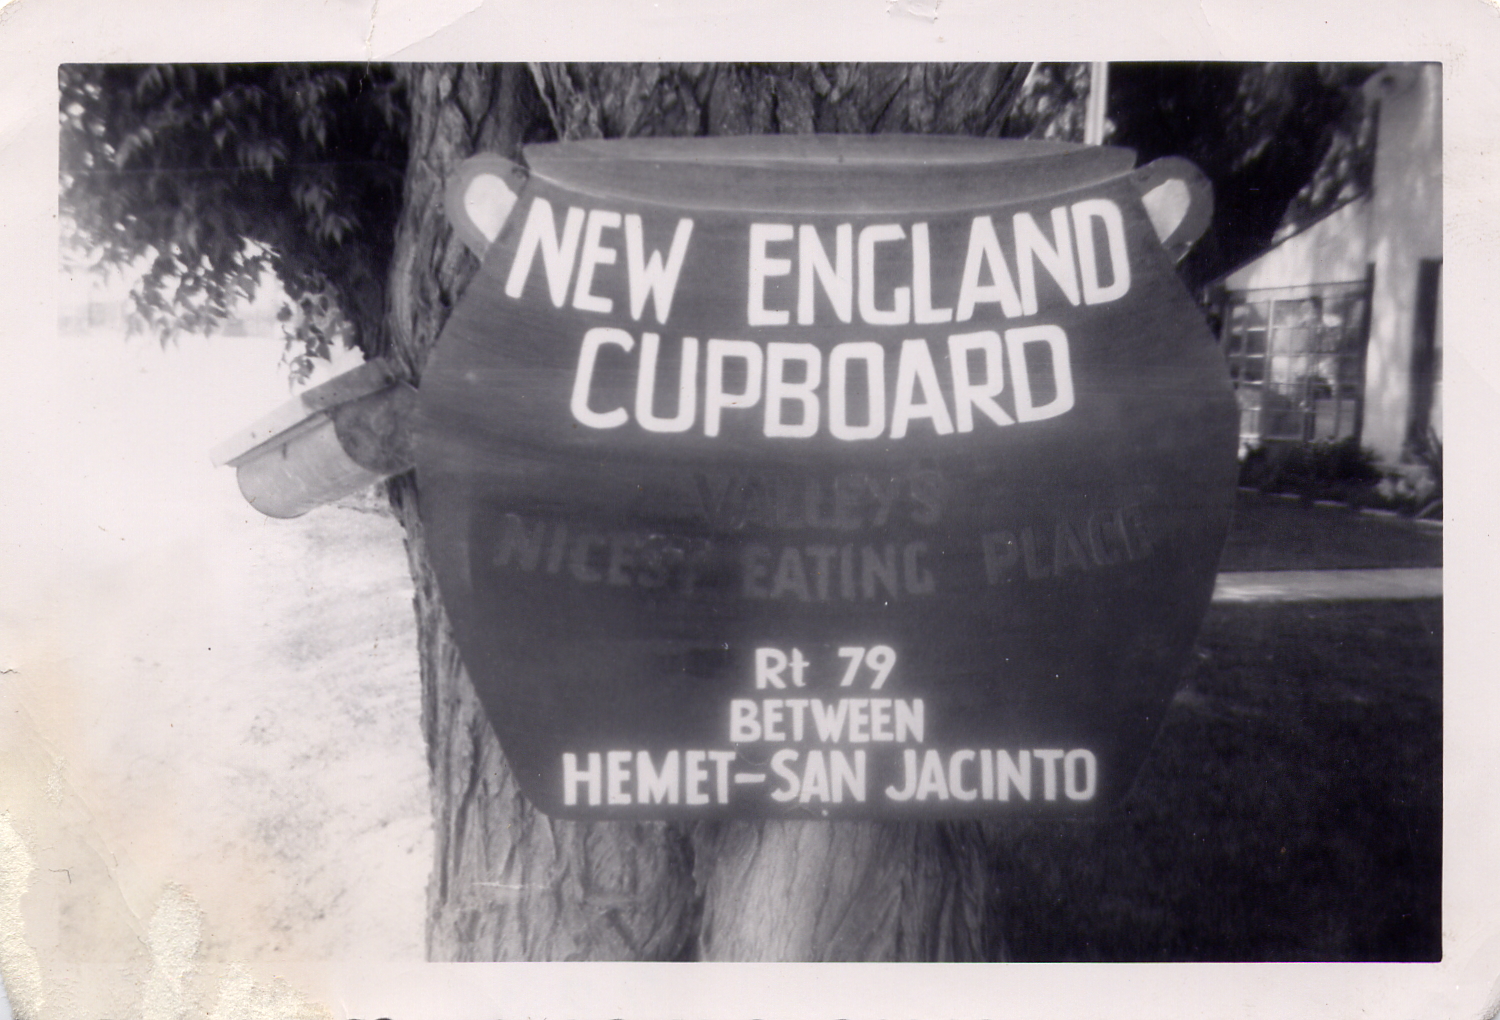 NEW ENGLAND
CUPBOARD
VALLEY'S
NICEST EATING PLACE
Rt 79
BETWEEN
HEMET-SAN JACINTO